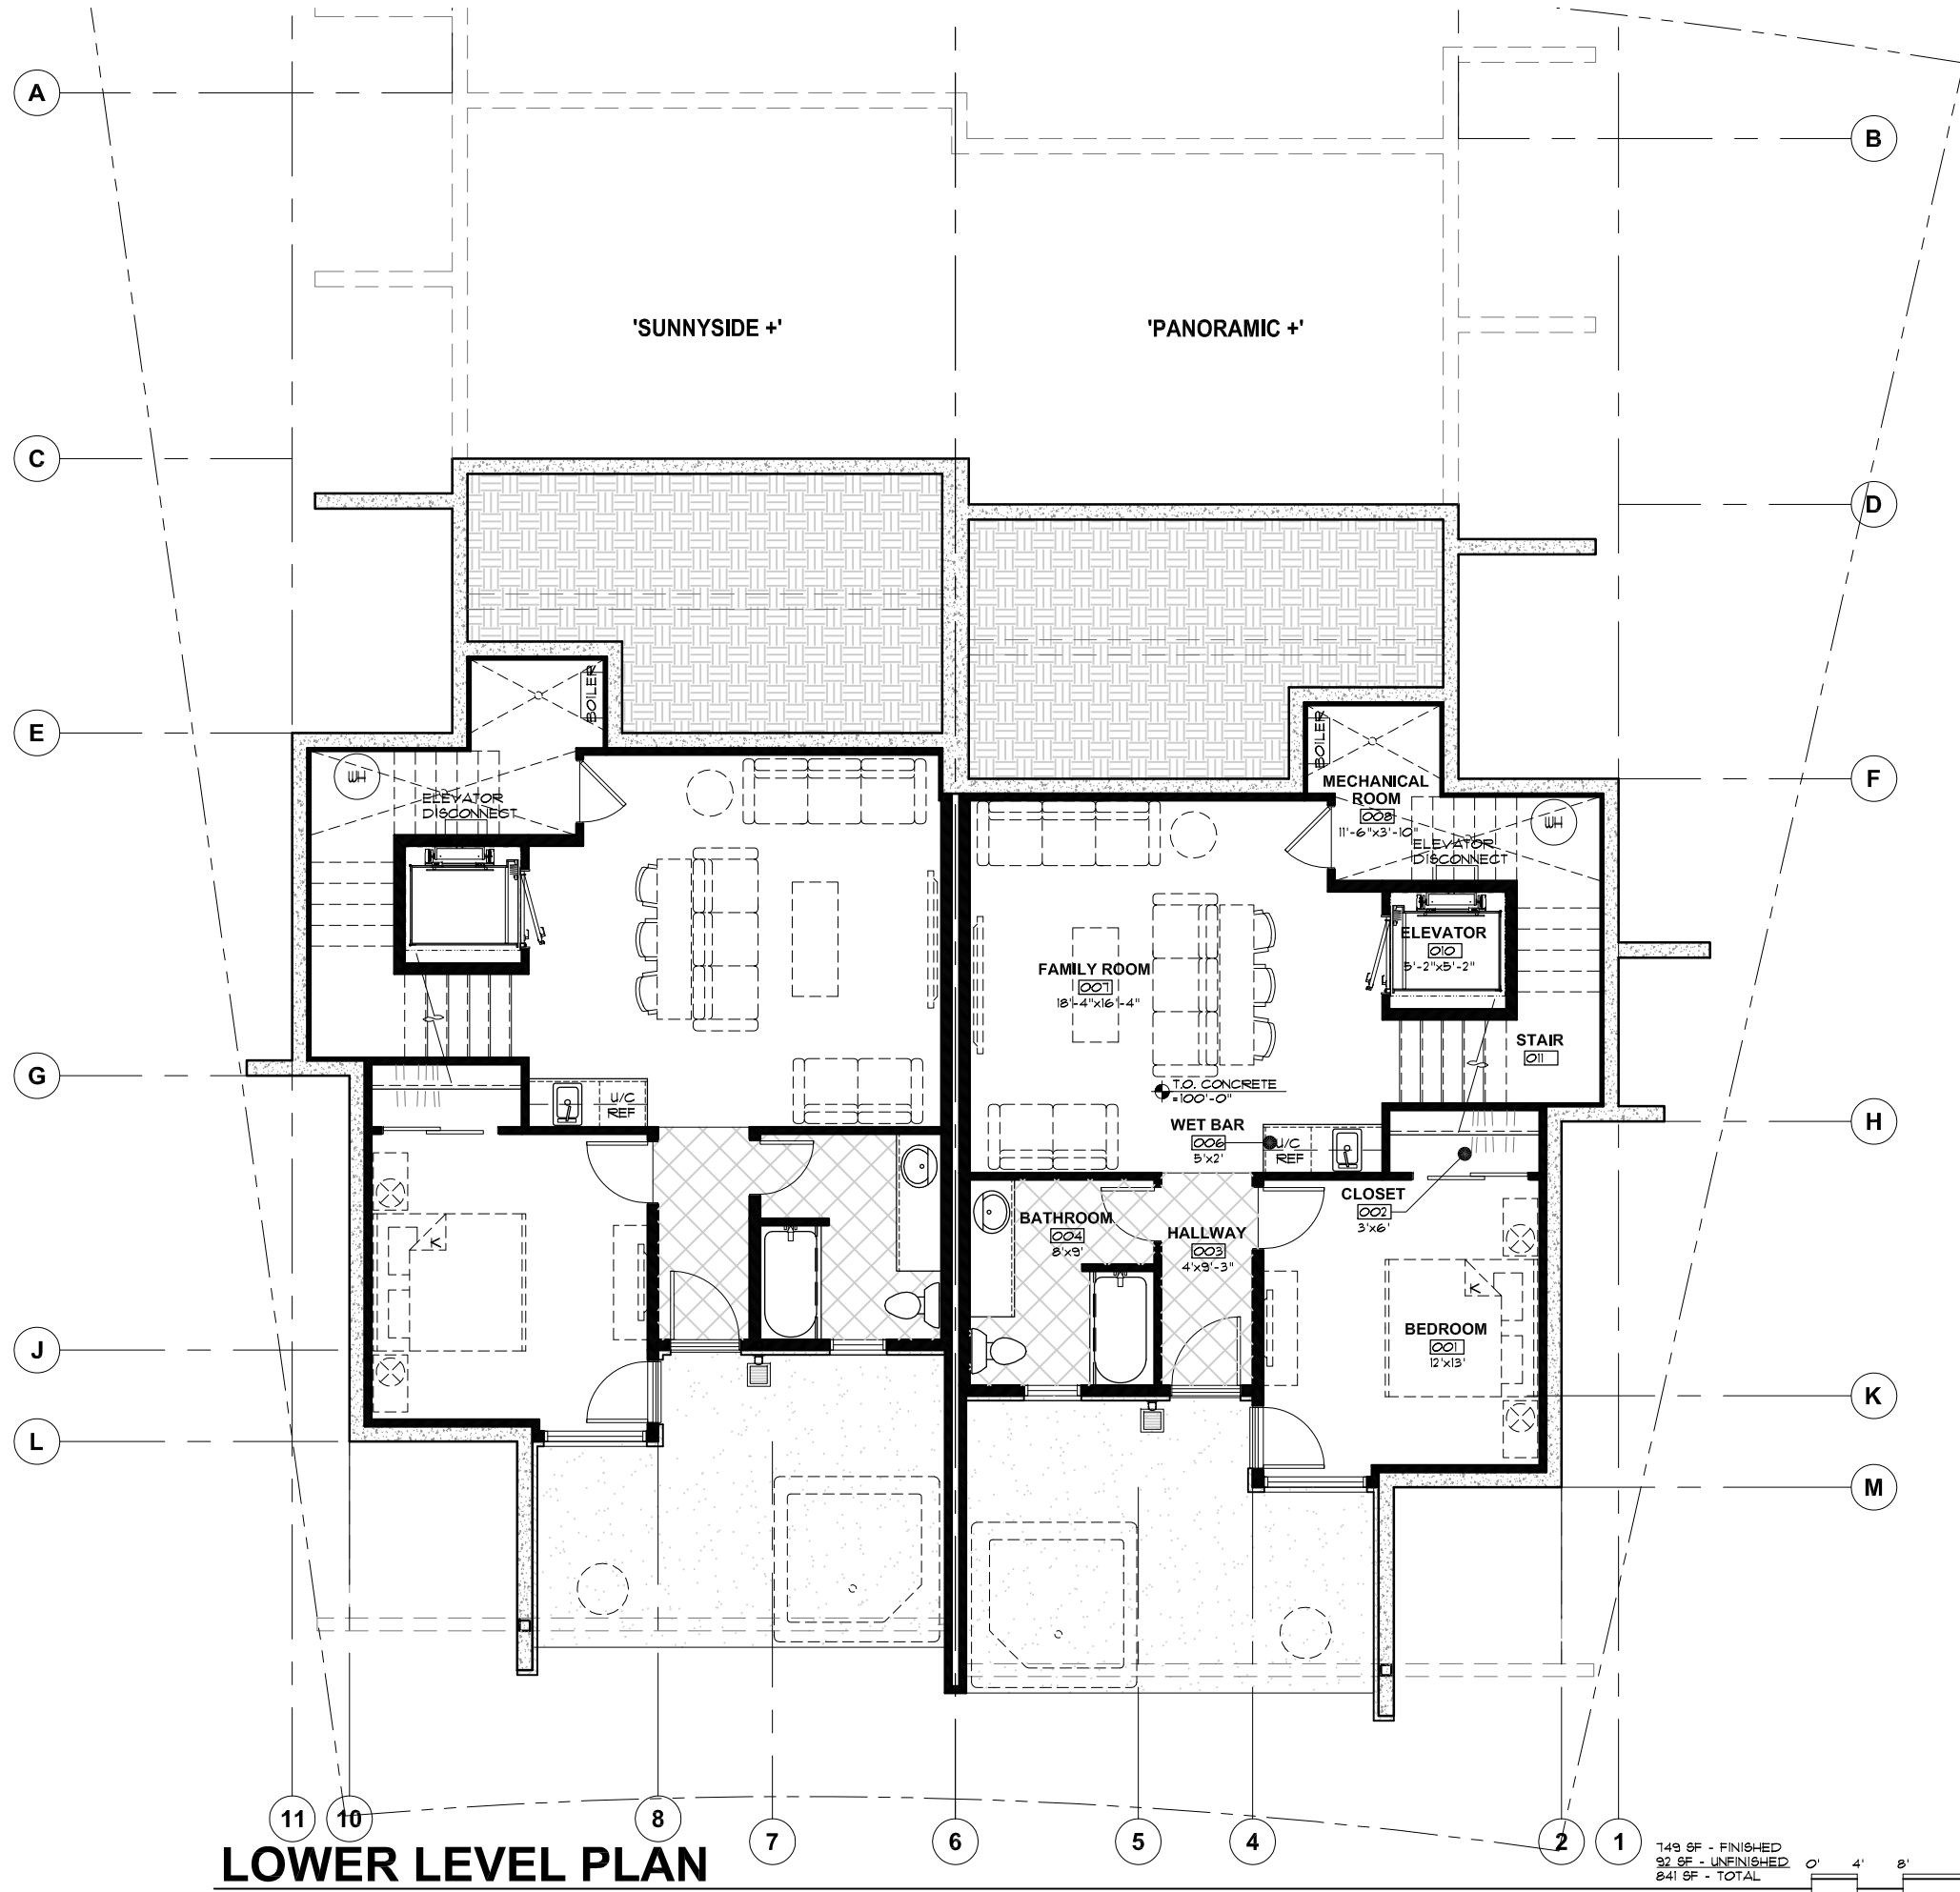 A
B
'SUNNYSIDE +'
'PANORAMIC +'
C
D
BOILER
E
WH
ELEVATOR
DISCONNECT
BOILER
F
MECHANICAL
ROOM
008
11'-6"x3'-10"
WH
ELEVATOR
DISCONNECT
ELEVATOR
010
5'-2"x5'-2"
FAMILY ROOM
007
18'-4"x16'-4"
STAIR
011
G
T.O. CONCRETE
=100'-0"
U/C
REF
WET BAR
006
5'x2'
U/C
REF
H
CLOSET
002
3'x6'
BATHROOM
004
8'x9'
HALLWAY
003
4'x9'-3"
K
K
BEDROOM
001
12'x13'
J
K
L
M
11
10
8
7
6
5
4
2
1
LOWER LEVEL PLAN
749 SF - FINISHED
92 SF - UNFINISHED
841 SF - TOTAL
0' 4' 8'